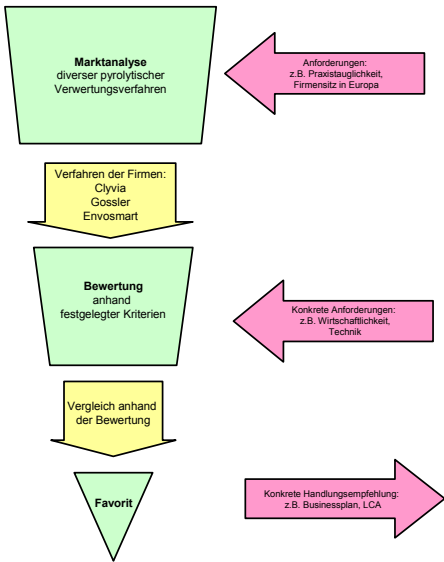 Marktanalyse
diverser pyrolytischer
Verwertungsverfahren
Anforderungen:
z.B. Praxistauglichkeit,
Firmensitz in Europa
Verfahren der Firmen:
Clyvia
Gossler
Envosmart
Bewertung
anhand
festgelegter Kriterien
Konkrete Anforderungen:
z.B. Wirtschaftlichkeit,
Technik
Vergleich anhand
der Bewertung
Favorit
Konkrete Handlungsempfehlung:
z.B. Businessplan, LCA